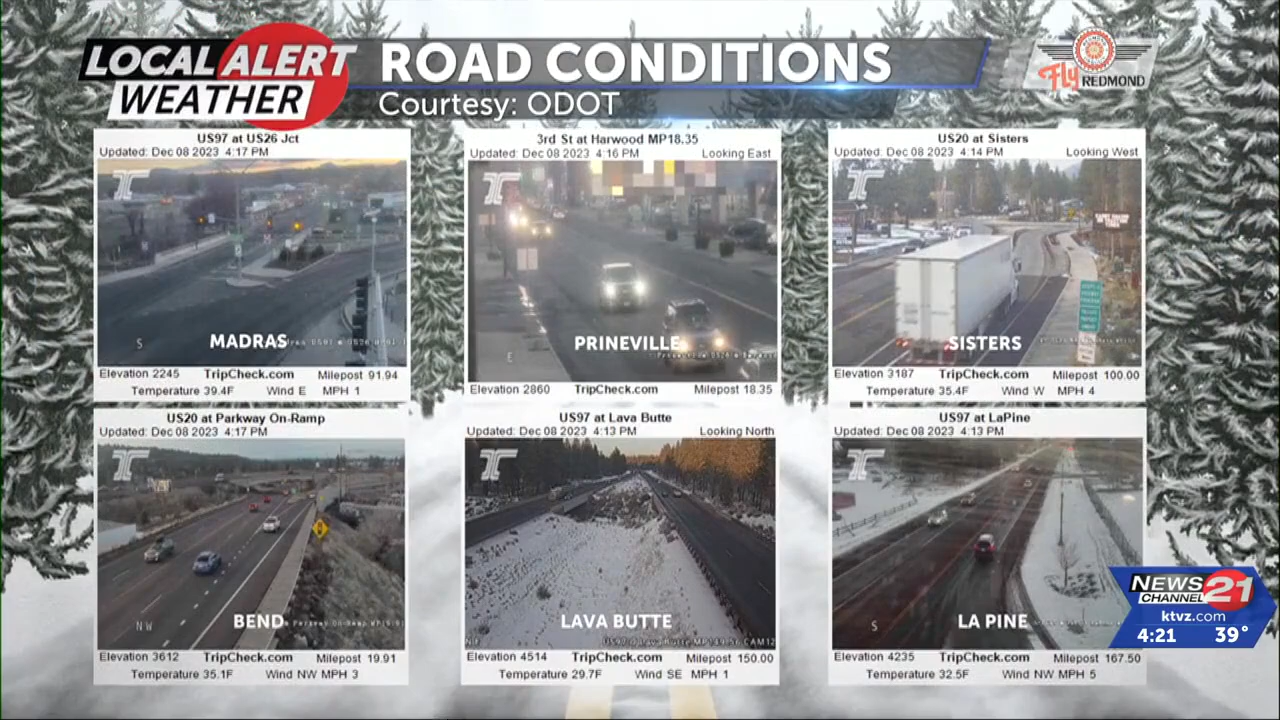 LOCAL ALERT
WEATHER
ROAD CONDITIONS
Courtesy: ODOT
Fly
REDMOND
US97 at US26 Jct
Updated: Dec 08 2023 4:17 PM
S
MADRAS
Elevation 2245 TripCheck.com Milepost 91.94
Temperature 39.4F Wind E MPH 1
3rd St at Harwood MP18.35
Updated: Dec 08 2023 4:16 PM Looking East
E
PRINEVILLE
Elevation 2860 TripCheck.com Milepost 18.35
US20 at Sisters
Updated: Dec 08 2023 4:14 PM Looking West
SISTERS
Elevation 3187 TripCheck.com Milepost 100.00
Temperature 35.4F Wind W MPH 4
US20 at Parkway On-Ramp
Updated: Dec 08 2023 4:17 PM
NW
BEND
Elevation 3612 TripCheck.com Milepost 19.91
Temperature 35.1F Wind NW MPH 3
US97 at Lava Butte
Updated: Dec 08 2023 4:13 PM Looking North
LAVA BUTTE
Elevation 4514 TripCheck.com Milepost 150.00
Temperature 29.7F Wind SE MPH 1
US97 at LaPine
Updated: Dec 08 2023 4:13 PM
S
LA PINE
Elevation 4235 TripCheck.com Milepost 167.50
Temperature 32.5F Wind NW MPH 5
NEWS
CHANNEL 21
ktvz.com
4:21 39°